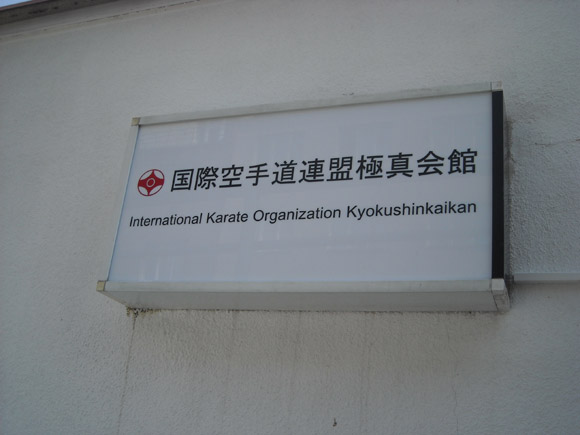 国際空手道連盟極真会館
International Karate Organization Kyokushinkaikan